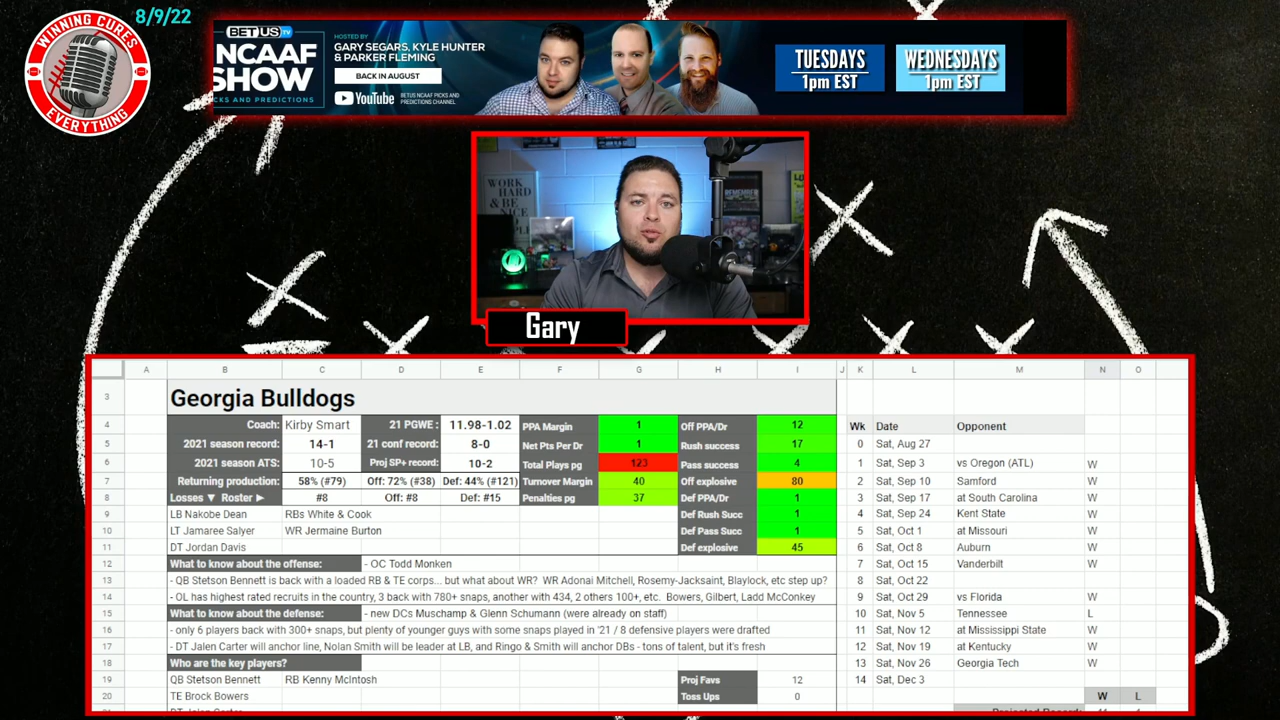 8/9/22
WINNING CURES
EVERYTHING
BETUS TV
NCAAF
SHOW
CKS AND PREDICTIONS
HOSTED BY
GARY SEGARS, KYLE HUNTER
& PARKER FLEMING
BACK IN AUGUST
YouTube
BETUS NCAAF PICKS AND
PREDICTIONS CHANNEL
TUESDAYS
1pm EST
WEDNESDAYS
1pm EST
WORK
HARD
& BE
NICE
REMEMBER
Gary
A B C D E F G H I J K L M N O
3 Georgia Bulldogs
4 Coach: Kirby Smart 21 PGWE : 11.98-1.02 PPA Margin 1 Off PPA/Dr 12 Wk Date Opponent
5 2021 season record: 14-1 21 conf record: 8-0 Net Pts Per Dr 1 Rush success 17 0 Sat, Aug 27
6 2021 season ATS: 10-5 Proj SP+ record: 10-2 Total Plays pg 123 Pass success 4 1 Sat, Sep 3 vs Oregon (ATL) W
7 Returning production: 58% (#79) Off: 72% (#38) Def: 44% (#121) Turnover Margin 40 Off explosive 80 2 Sat, Sep 10 Samford W
8 Losses ▼ Roster ► #8 Off: #8 Def: #15 Penalties pg 37 Def PPA/Dr 1 3 Sat, Sep 17 at South Carolina W
9 LB Nakobe Dean RBs White & Cook Def Rush Succ 1 4 Sat, Sep 24 Kent State W
10 LT Jamaree Salyer WR Jermaine Burton Def Pass Succ 1 5 Sat, Oct 1 at Missouri W
11 DT Jordan Davis Def explosive 45 6 Sat, Oct 8 Auburn W
12 What to know about the offense: - OC Todd Monken 7 Sat, Oct 15 Vanderbilt W
13 - QB Stetson Bennett is back with a loaded RB & TE corps... but what about WR? WR Adonai Mitchell, Rosemy-Jacksaint, Blaylock, etc step up? 8 Sat, Oct 22
14 - OL has highest rated recruits in the country, 3 back with 780+ snaps, another with 434, 2 others 100+, etc. Bowers, Gilbert, Ladd McConkey 9 Sat, Oct 29 vs Florida W
15 What to know about the defense: - new DCs Muschamp & Glenn Schumann (were already on staff) 10 Sat, Nov 5 Tennessee L
16 - only 6 players back with 300+ snaps, but plenty of younger guys with some snaps played in '21 / 8 defensive players were drafted 11 Sat, Nov 12 at Mississippi State W
17 - DT Jalen Carter will anchor line, Nolan Smith will be leader at LB, and Ringo & Smith will anchor DBs - tons of talent, but it's fresh 12 Sat, Nov 19 at Kentucky W
18 Who are the key players? 13 Sat, Nov 26 Georgia Tech W
19 QB Stetson Bennett RB Kenny McIntosh Proj Favs 12 14 Sat, Dec 3
20 TE Brock Bowers Toss Ups 0 W L
DT Jalen Carter Projected Record: 11 1